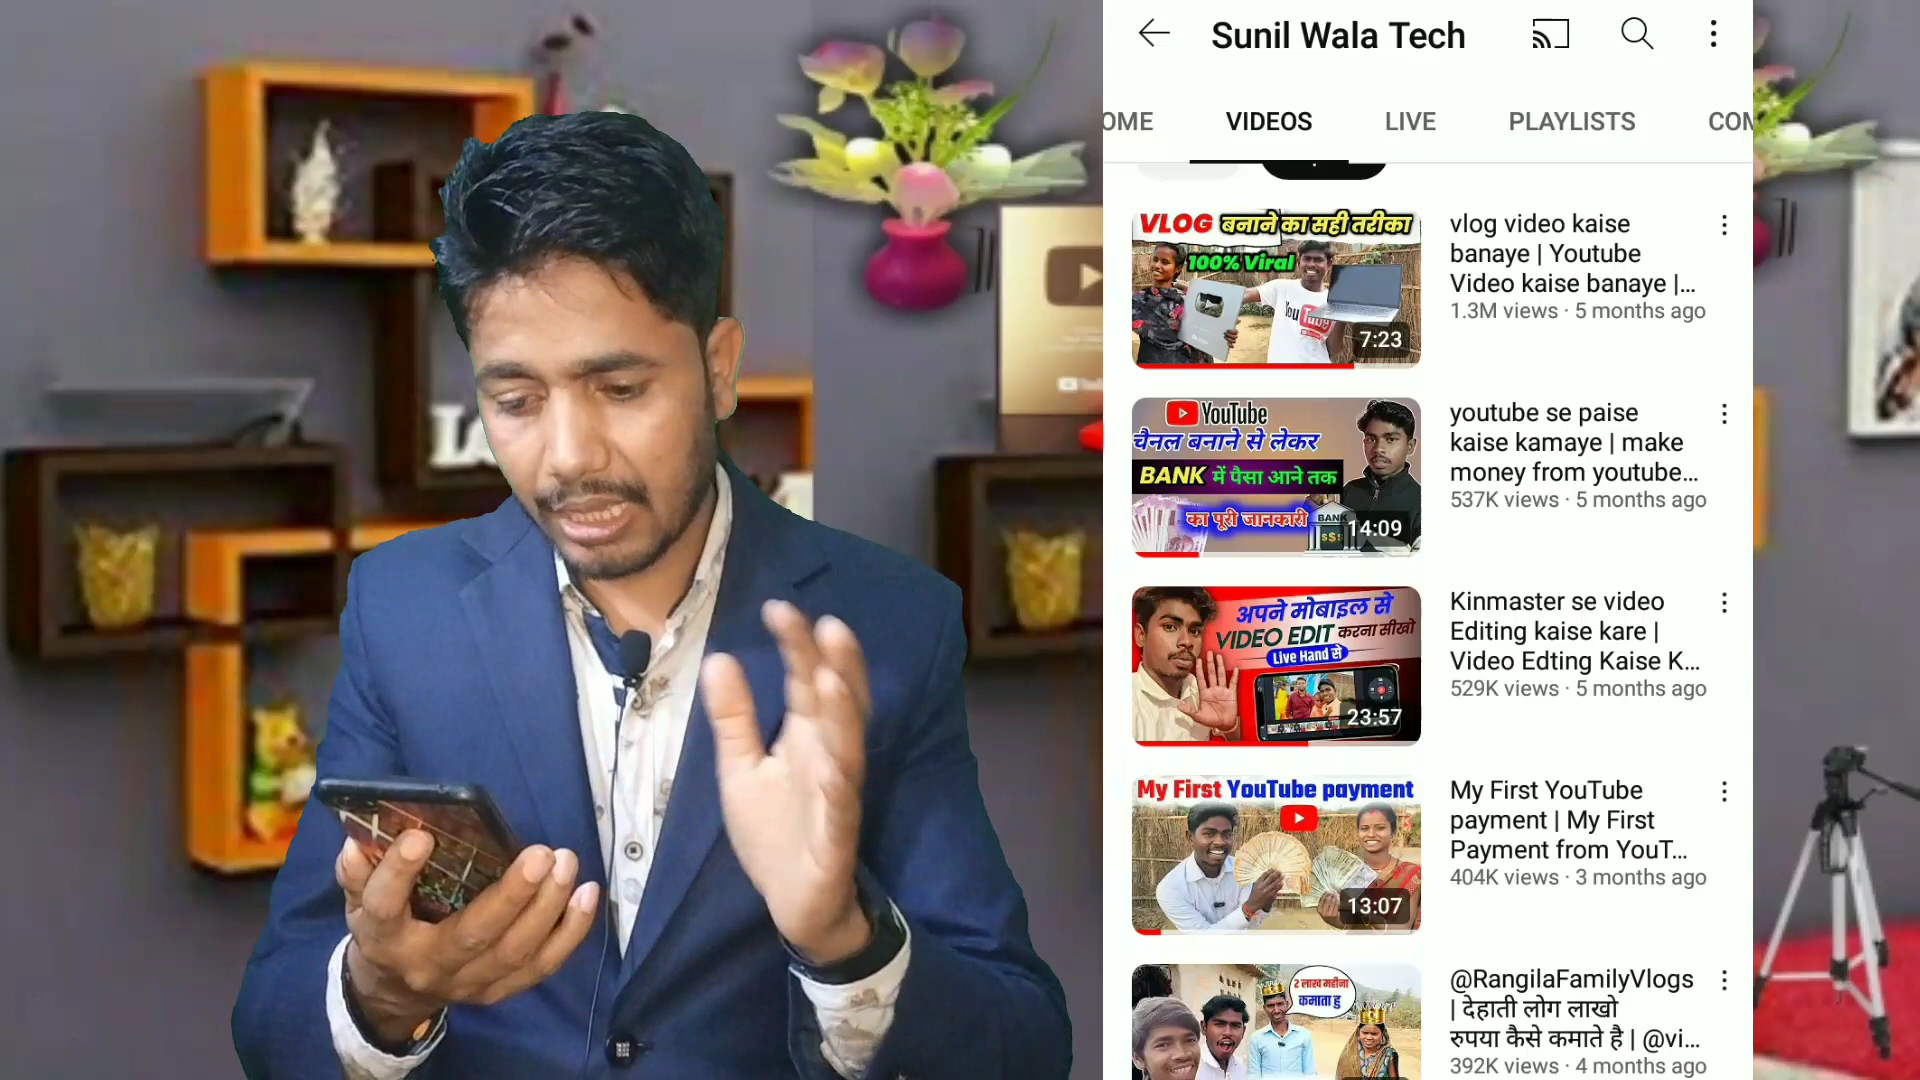 Sunil Wala Tech
OME VIDEOS LIVE PLAYLISTS COM
VLOG बनाने का सही तरीका
100% Viral
You Tube
7:23
vlog video kaise
banaye | Youtube
Video kaise banaye |...
1.3M views · 5 months ago
YouTube
चैनल बनाने से लेकर
BANK में पैसा आने तक
का पूरी जानकारी
BANK
$$$
14:09
youtube se paise
kaise kamaye | make
money from youtube...
537K views · 5 months ago
अपने मोबाइल से
VIDEO EDIT करना सीखो
Live Hand से
23:57
Kinmaster se video
Editing kaise kare |
Video Edting Kaise K...
529K views · 5 months ago
My First YouTube payment
13:07
My First YouTube
payment | My First
Payment from YouT...
404K views · 3 months ago
2 लाख महीना
कमाता हु
@RangilaFamilyVlogs
| देहाती लोग लाखो
रुपया कैसे कमाते है | @vi...
392K views · 4 months ago